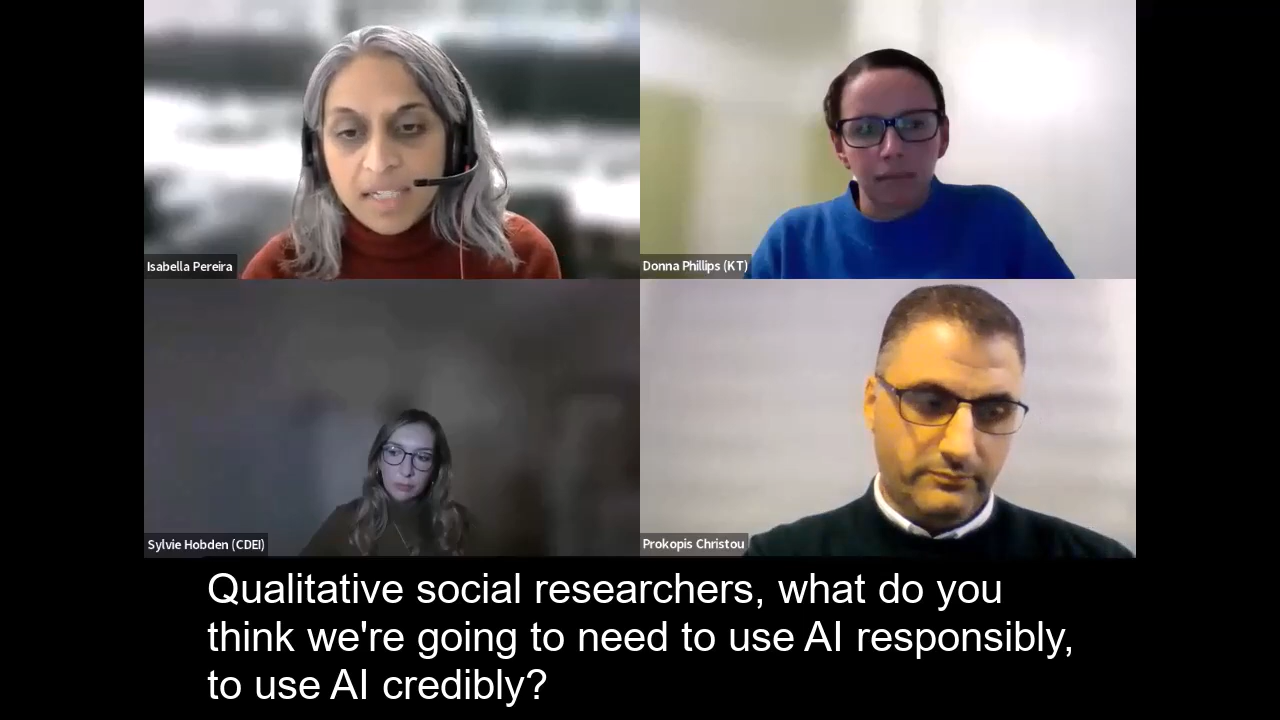 Isabella Pereira
Donna Phillips (KT)
Sylvie Hobden (CDEI)
Prokopis Christou
Qualitative social researchers, what do you
think we're going to need to use AI responsibly,
to use AI credibly?